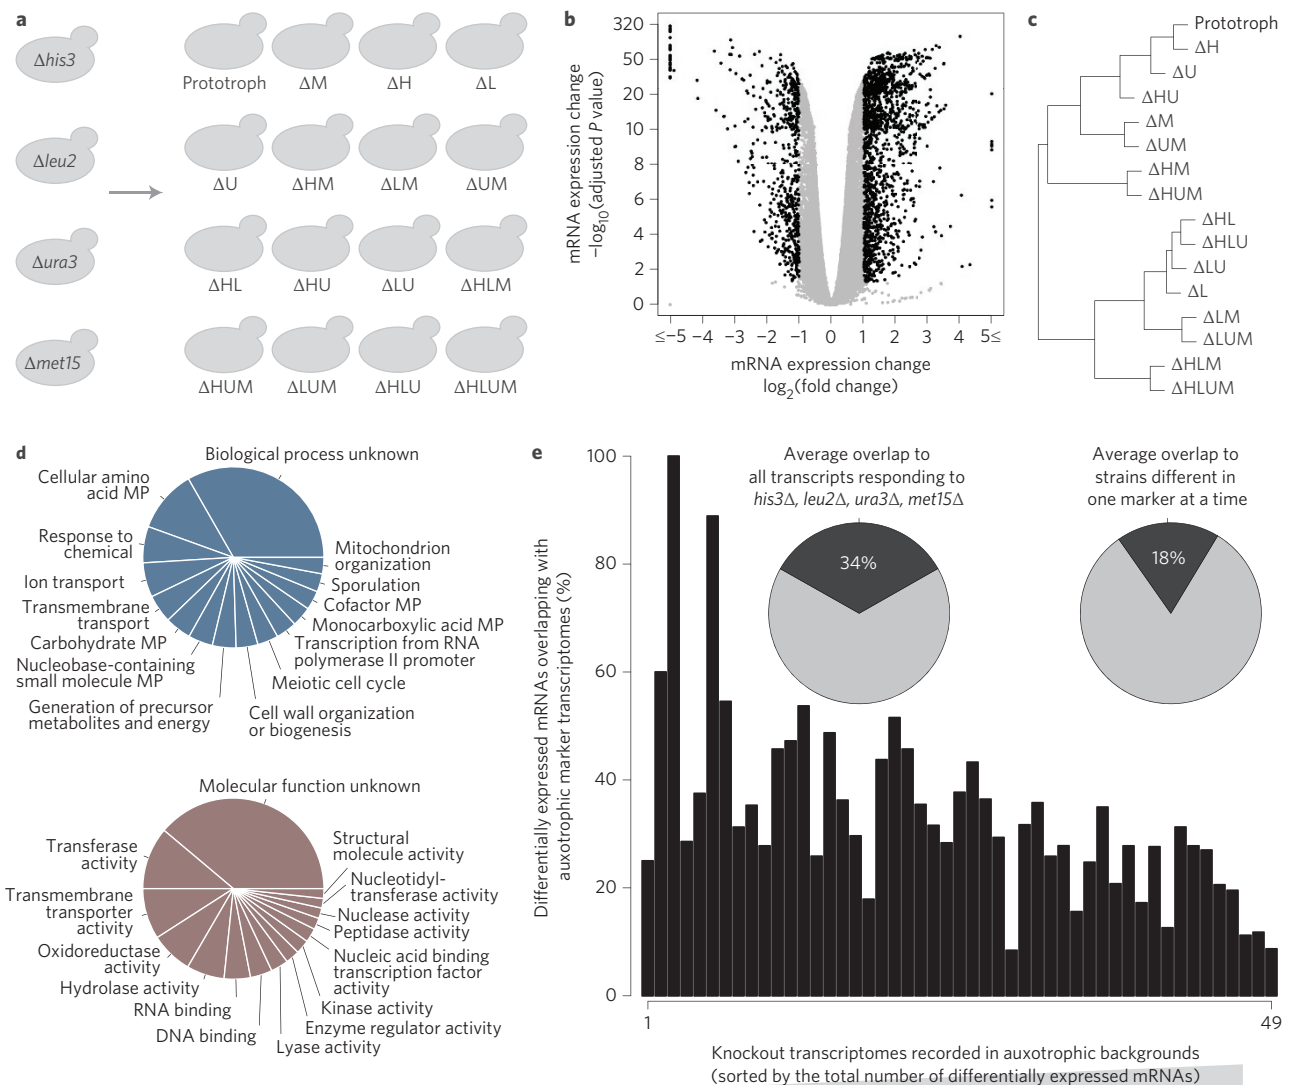 a
Δhis3
Δleu2
Δura3
Δmet15
Prototroph
ΔM
ΔH
ΔL
ΔU
ΔHM
ΔLM
ΔUM
ΔHL
ΔHU
ΔLU
ΔHLM
ΔHUM
ΔLUM
ΔHLU
ΔHLUM
b
mRNA expression change
–log10(adjusted P value)
320
50
20
10
8
6
4
2
0
≤−5
−4
−3
−2
−1
0
1
2
3
4
5≤
mRNA expression change
log2(fold change)
c
Prototroph
ΔH
ΔU
ΔHU
ΔM
ΔUM
ΔHM
ΔHUM
ΔHL
ΔHLU
ΔLU
ΔL
ΔLM
ΔLUM
ΔHLM
ΔHLUM
d
Biological process unknown
Cellular amino
acid MP
Response to
chemical
Ion transport
Transmembrane
transport
Carbohydrate MP
Nucleobase-containing
small molecule MP
Generation of precursor
metabolites and energy
Cell wall organization
or biogenesis
Meiotic cell cycle
Transcription from RNA
polymerase II promoter
Monocarboxylic acid MP
Cofactor MP
Sporulation
Mitochondrion
organization
Molecular function unknown
Transferase
activity
Transmembrane
transporter
activity
Oxidoreductase
activity
Hydrolase activity
RNA binding
DNA binding
Lyase activity
Enzyme regulator activity
Kinase activity
Nucleic acid binding
transcription factor
activity
Peptidase activity
Nuclease activity
Nucleotidyl-
transferase activity
Structural
molecule activity
e
Differentially expressed mRNAs overlapping with
auxotrophic marker transcriptomes (%)
100
80
60
40
20
0
Average overlap to
all transcripts responding to
his3Δ, leu2Δ, ura3Δ, met15Δ
34%
Average overlap to
strains different in
one marker at a time
18%
1
49
Knockout transcriptomes recorded in auxotrophic backgrounds
(sorted by the total number of differentially expressed mRNAs)